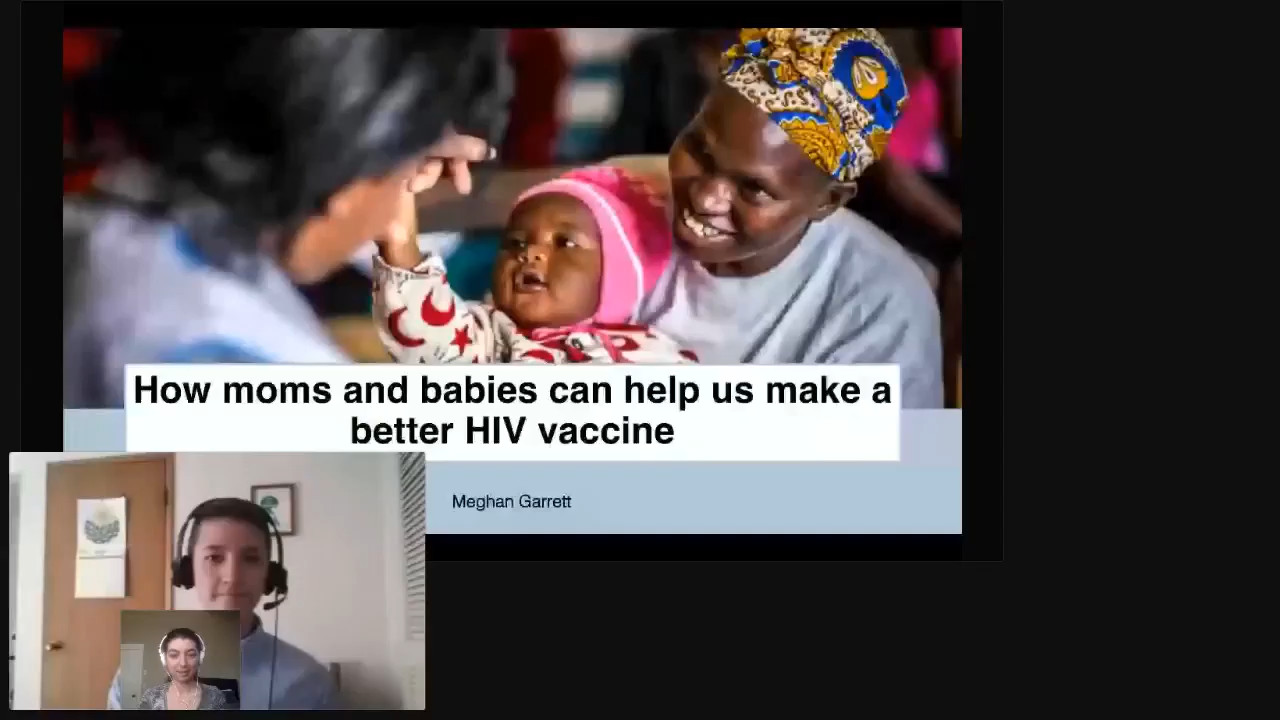 How moms and babies can help us make a
better HIV vaccine
Meghan Garrett